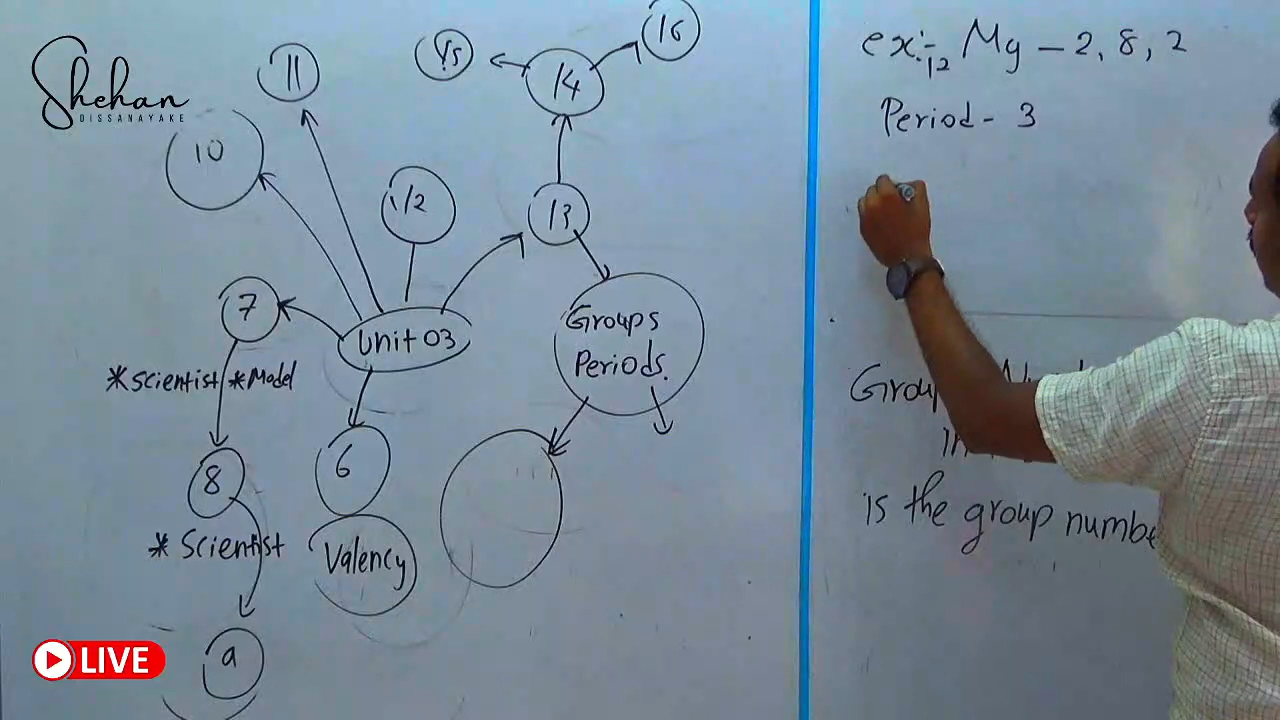 Shehan
DISSANAYAKE
11
15
14
16
10
1/2
13
7
Unit 03
Groups
Periods.
*Scientist *Model
8
6
* Scientist
Valency
9
LIVE
ex:- 12 Mg - 2, 8, 2
Period - 3
is the group